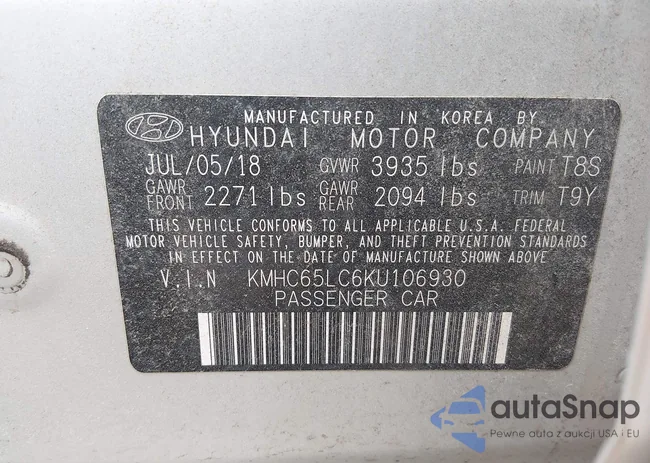 MANUFACTURED IN KOREA BY
HYUNDAI MOTOR COMPANY
JUL/05/18 GVWR 3935 lbs PAINT T8S
GAWR FRONT 2271 lbs GAWR REAR 2094 lbs TRIM T9Y
THIS VEHICLE CONFORMS TO ALL APPLICABLE U.S.A. FEDERAL
MOTOR VEHICLE SAFETY, BUMPER, AND THEFT PREVENTION STANDARDS
IN EFFECT ON THE DATE OF MANUFACTURE SHOWN ABOVE
V.I.N KMHC65LC6KU106930
PASSENGER CAR
autaSnap
Pewne auta z aukcji USA i EU